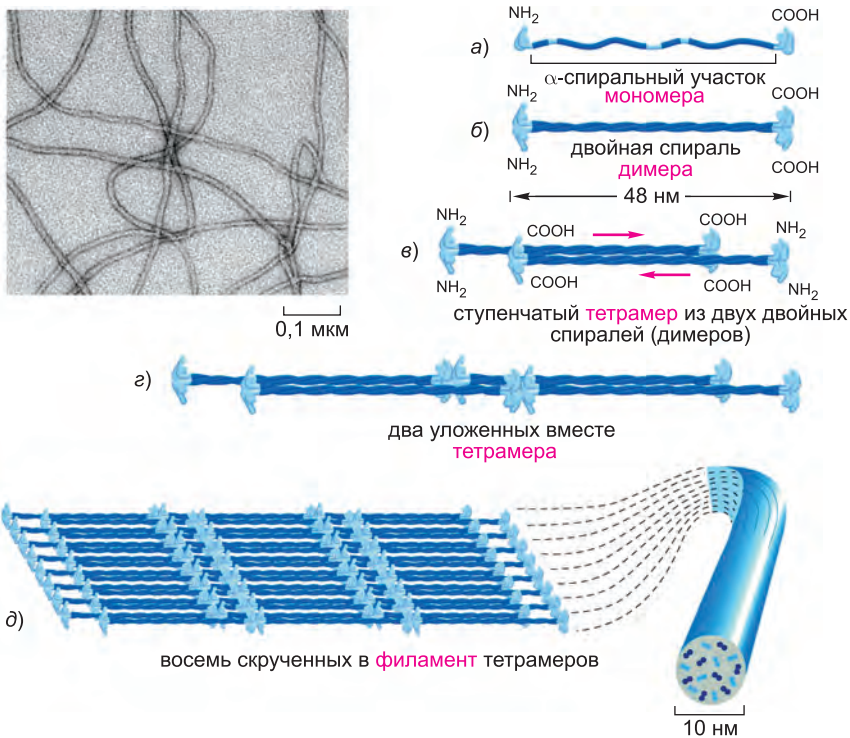 NH2 COOH
а)
α-спиральный участок
мономера
NH2 COOH
б)
двойная спираль
димера
NH2 COOH
48 нм
NH2 COOH COOH NH2
в)
NH2 COOH COOH NH2
ступенчатый тетрамер из двух двойных
спиралей (димеров)
0,1 мкм
г)
два уложенных вместе
тетрамера
д)
восемь скрученных в филамент тетрамеров
10 нм